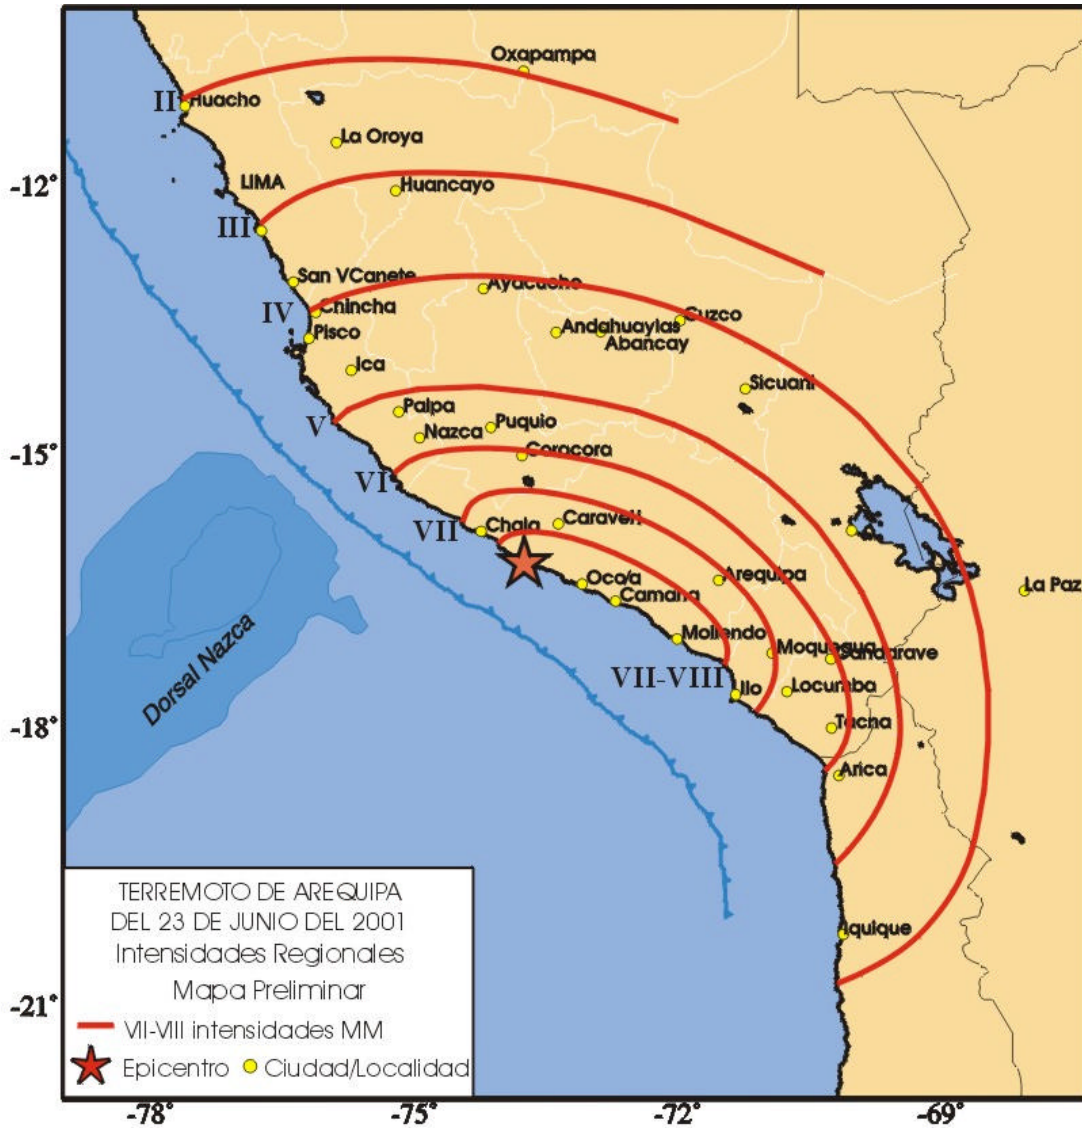 Oxapampa
II
Huacho
La Oroya
-12°
LIMA
Huancayo
III
San VCanete
Ayacucho
IV
Chincha
Cuzco
Pisco
Andahuaylas
Abancay
Ica
Sicuani
Palpa
V
Puquio
Nazca
-15°
Coracora
VI
VII
Chala
Caraveli
Oco/a
Arequipa
La Paz
Camana
Mollendo
Moquegua
Candarave
VII-VIII
Ilo
Locumba
Dorsal Nazca
-18°
Tacna
Arica
Iquique
TERREMOTO DE AREQUIPA
DEL 23 DE JUNIO DEL 2001
Intensidades Regionales
Mapa Preliminar
VII-VIII intensidades MM
Epicentro
Ciudad/Localidad
-21°
-78°
-75°
-72°
-69°